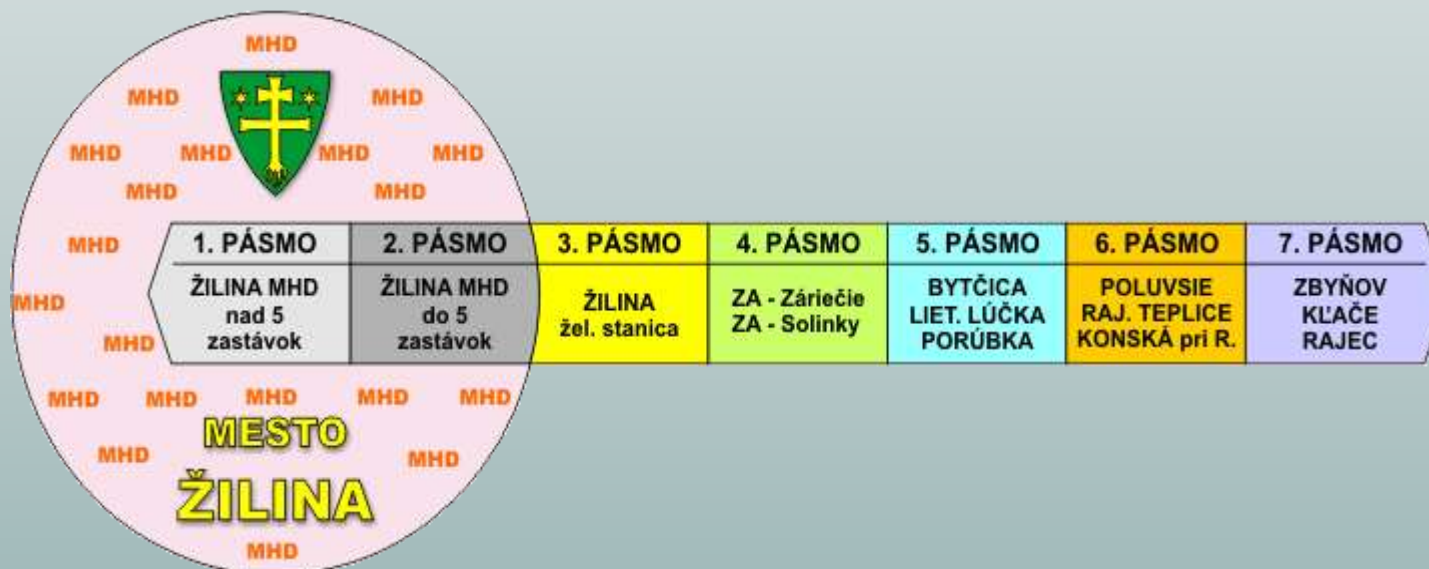 MHD
MHD MHD
MHD MHD MHD MHD
MHD MHD
MHD
1. PÁSMO 2. PÁSMO 3. PÁSMO 4. PÁSMO 5. PÁSMO 6. PÁSMO 7. PÁSMO
ŽILINA MHD
nad 5
zastávok
ŽILINA MHD
do 5
zastávok
ŽILINA
žel. stanica
ZA - Záriečie
ZA - Solinky
BYTČICA
LIET. LÚČKA
PORÚBKA
POLUVSIE
RAJ. TEPLICE
KONSKÁ pri R.
ZBYŇOV
KĽAČE
RAJEC
MHD
MHD
MHD MHD MHD MHD MHD
MESTO
MHD MHD
ŽILINA
MHD